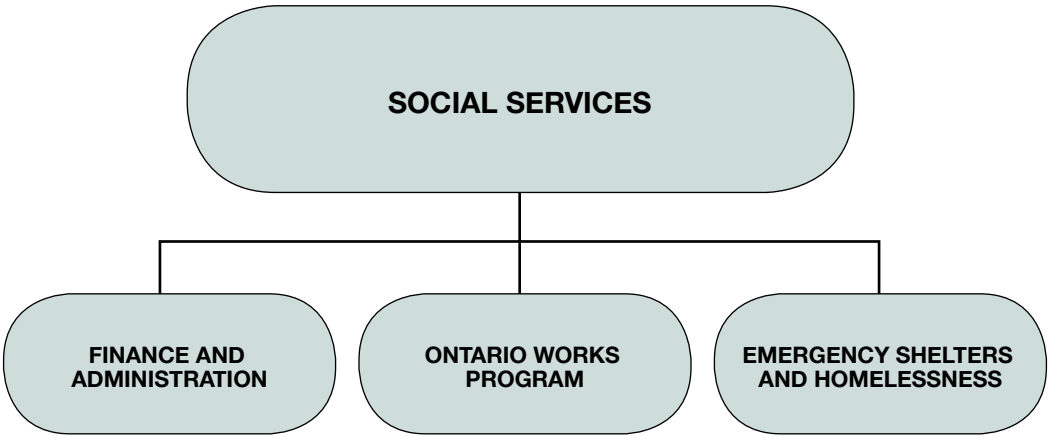 SOCIAL SERVICES
FINANCE AND
ADMINISTRATION
ONTARIO WORKS
PROGRAM
EMERGENCY SHELTERS
AND HOMELESSNESS